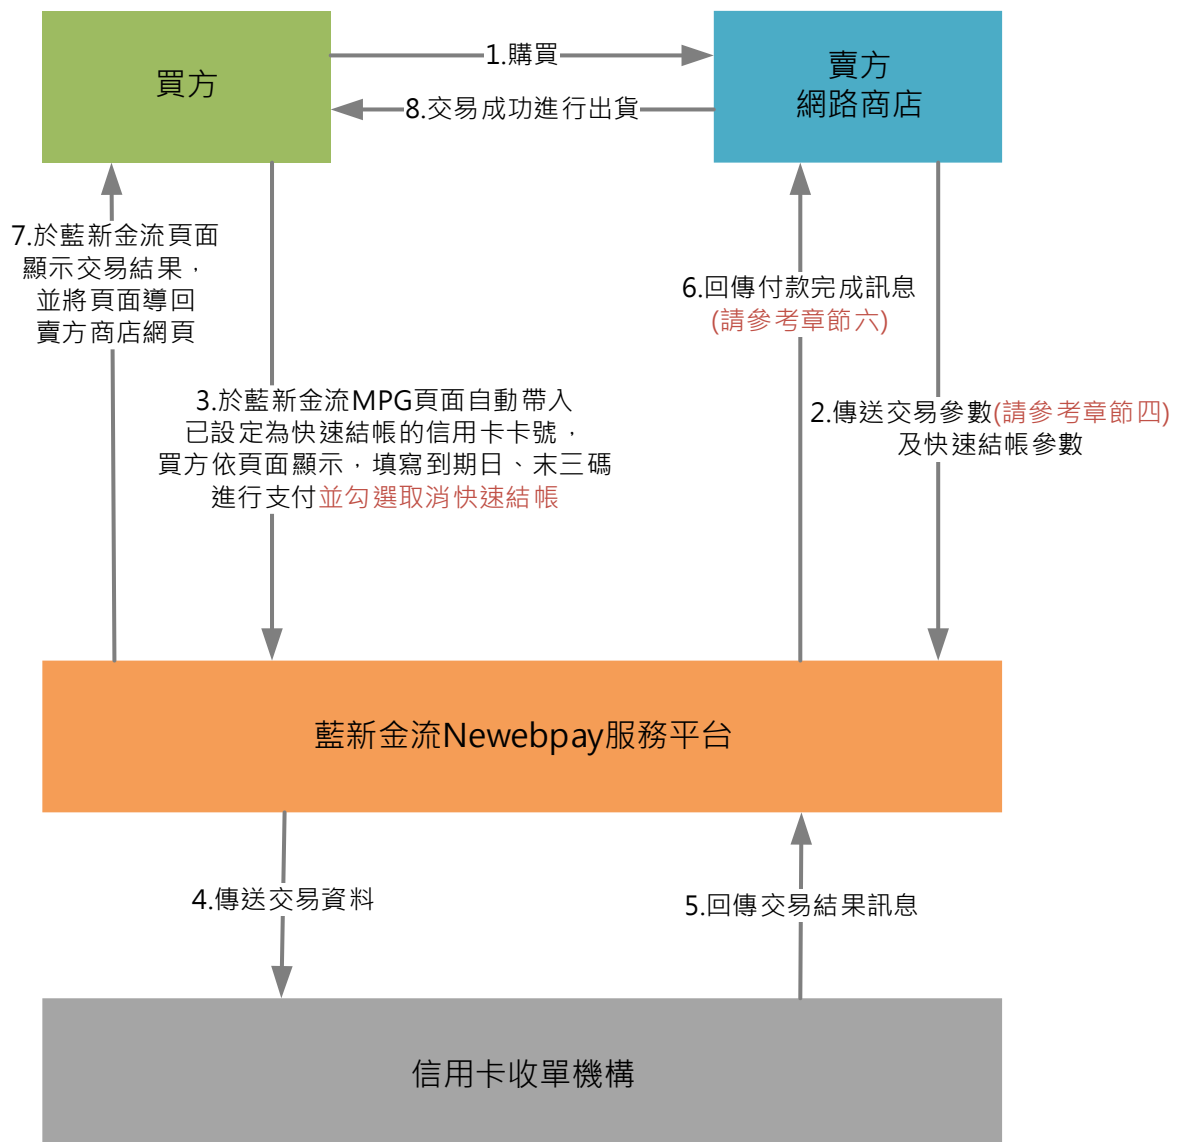 買方
1.購買
8.交易成功進行出貨
賣方
網路商店
7.於藍新金流頁面
顯示交易結果，
並將頁面導回
賣方商店網頁
6.回傳付款完成訊息
(請參考章節六)
3.於藍新金流MPG頁面自動帶入
已設定為快速結帳的信用卡卡號，
買方依頁面顯示，填寫到期日、末三碼
進行支付並勾選取消快速結帳
2.傳送交易參數(請參考章節四)
及快速結帳參數
藍新金流Newebpay服務平台
4.傳送交易資料
5.回傳交易結果訊息
信用卡收單機構